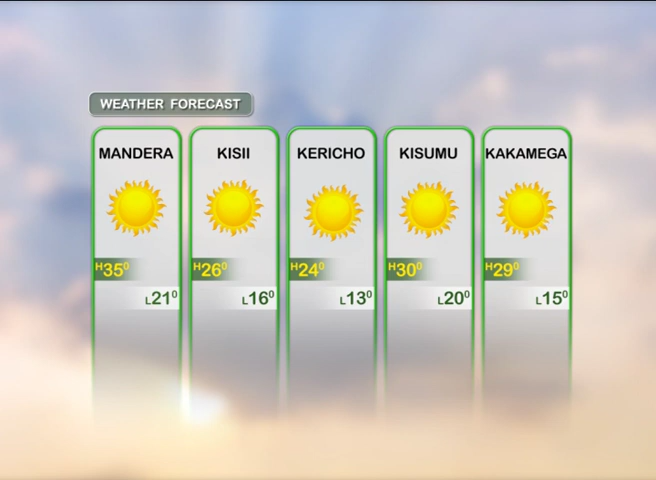 WEATHER FORECAST
MANDERA
H35⁰
L21⁰
KISII
H26⁰
L16⁰
KERICHO
H24⁰
L13⁰
KISUMU
H30⁰
L20⁰
KAKAMEGA
H29⁰
L15⁰